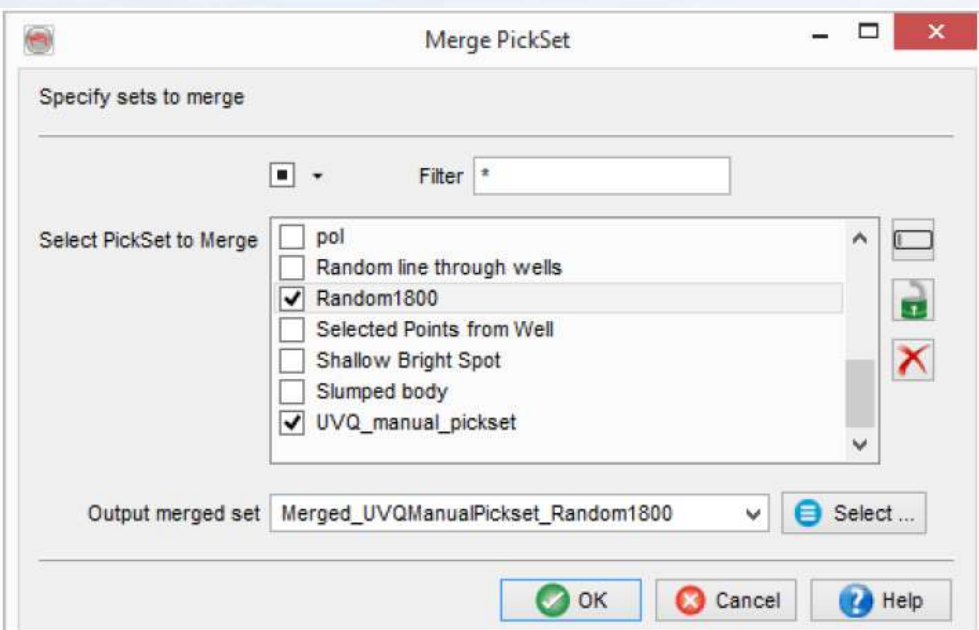 Merge PickSet
Specify sets to merge
Filter *
Select PickSet to Merge
pol
Random line through wells
Random1800
Selected Points from Well
Shallow Bright Spot
Slumped body
UVQ_manual_pickset
Output merged set Merged_UVQManualPickset_Random1800 Select ...
OK Cancel Help